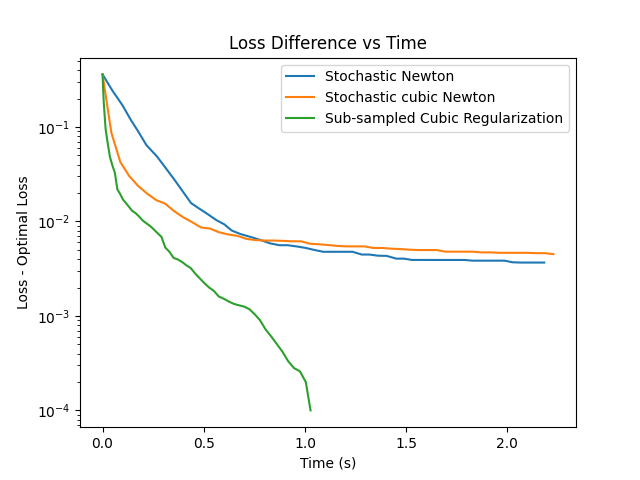 Loss Difference vs Time
Stochastic Newton
Stochastic cubic Newton
Sub-sampled Cubic Regularization
Loss - Optimal Loss
10⁻¹
10⁻²
10⁻³
10⁻⁴
0.0 0.5 1.0 1.5 2.0
Time (s)